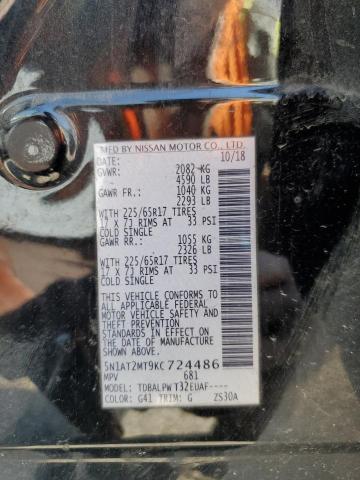 MFD BY NISSAN MOTOR CO., LTD.
DATE: 10/18
GVWR: 2082 KG
4590 LB
GAWR FR.: 1040 KG
2293 LB
WITH 225/65R17 TIRES
17 X 7J RIMS AT 33 PSI
COLD SINGLE
GAWR RR.: 1055 KG
2326 LB
WITH 225/65R17 TIRES
17 X 7J RIMS AT 33 PSI
COLD SINGLE
THIS VEHICLE CONFORMS TO
ALL APPLICABLE FEDERAL
MOTOR VEHICLE SAFETY
STANDARDS IN EFFECT ON
THE DATE OF MANUFACTURE
SHOWN ABOVE.
5N1AT2MT9KC724486
MPV 681
MODEL: TDBALPWT32EUAF----
COLOR: G41 TRIM: G ZS30A